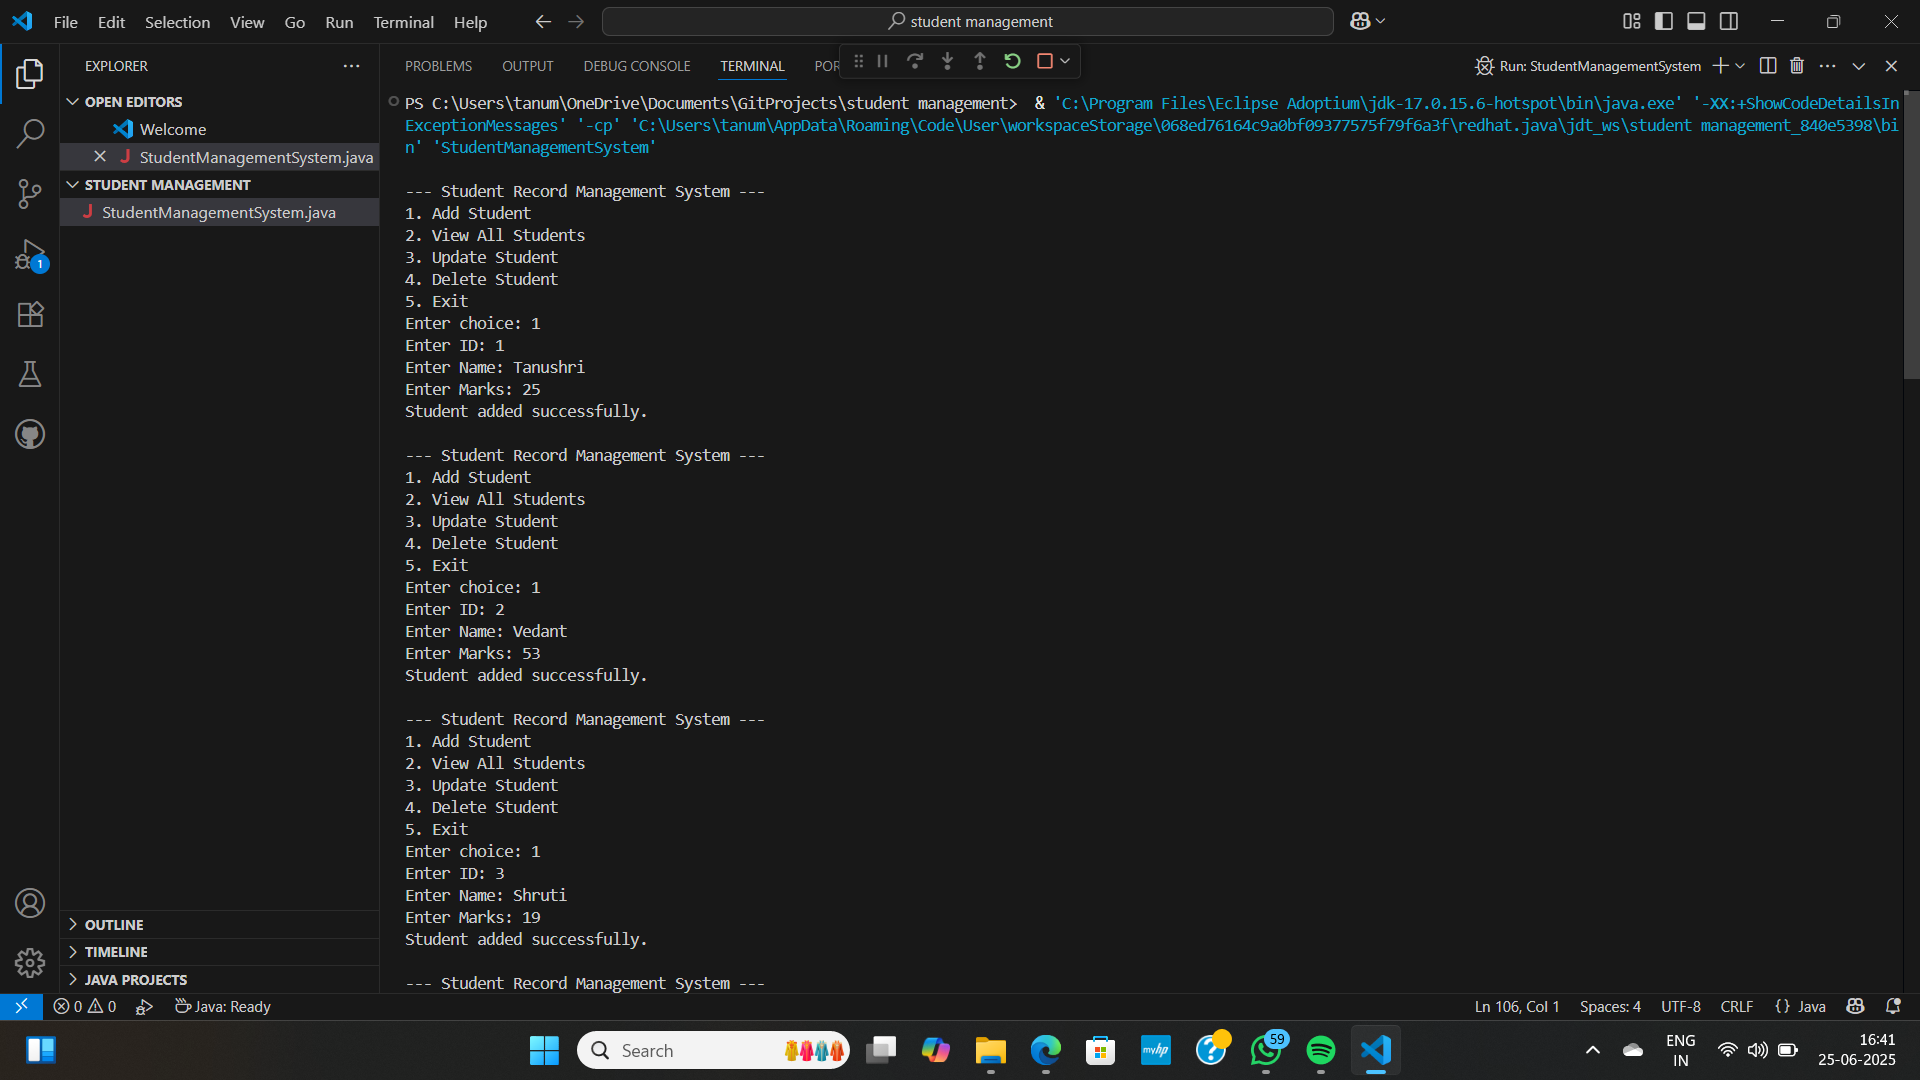 File Edit Selection View Go Run Terminal Help
student management
EXPLORER
OPEN EDITORS
Welcome
StudentManagementSystem.java
STUDENT MANAGEMENT
StudentManagementSystem.java
OUTLINE
TIMELINE
JAVA PROJECTS
1
PROBLEMS OUTPUT DEBUG CONSOLE TERMINAL POR
Run: StudentManagementSystem
PS C:\Users\tanum\OneDrive\Documents\GitProjects\student management>  & 'C:\Program Files\Eclipse Adoptium\jdk-17.0.15.6-hotspot\bin\java.exe' '-XX:+ShowCodeDetailsIn
ExceptionMessages' '-cp' 'C:\Users\tanum\AppData\Roaming\Code\User\workspaceStorage\068ed76164c9a0bf09377575f79f6a3f\redhat.java\jdt_ws\student management_840e5398\bi
n' 'StudentManagementSystem'
--- Student Record Management System ---
1. Add Student
2. View All Students
3. Update Student
4. Delete Student
5. Exit
Enter choice: 1
Enter ID: 1
Enter Name: Tanushri
Enter Marks: 25
Student added successfully.
--- Student Record Management System ---
1. Add Student
2. View All Students
3. Update Student
4. Delete Student
5. Exit
Enter choice: 1
Enter ID: 2
Enter Name: Vedant
Enter Marks: 53
Student added successfully.
--- Student Record Management System ---
1. Add Student
2. View All Students
3. Update Student
4. Delete Student
5. Exit
Enter choice: 1
Enter ID: 3
Enter Name: Shruti
Enter Marks: 19
Student added successfully.
--- Student Record Management System ---
0 0 Java: Ready
Ln 106, Col 1 Spaces: 4 UTF-8 CRLF {} Java
Search
myhp
59
ENG
IN
16:41
25-06-2025